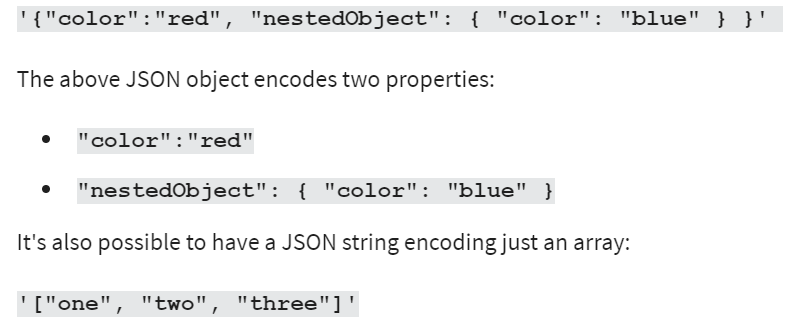 '{"color":"red", "nestedObject": { "color": "blue" } }'
The above JSON object encodes two properties:
• "color":"red"
• "nestedObject": { "color": "blue" }
It's also possible to have a JSON string encoding just an array:
'["one", "two", "three"]'